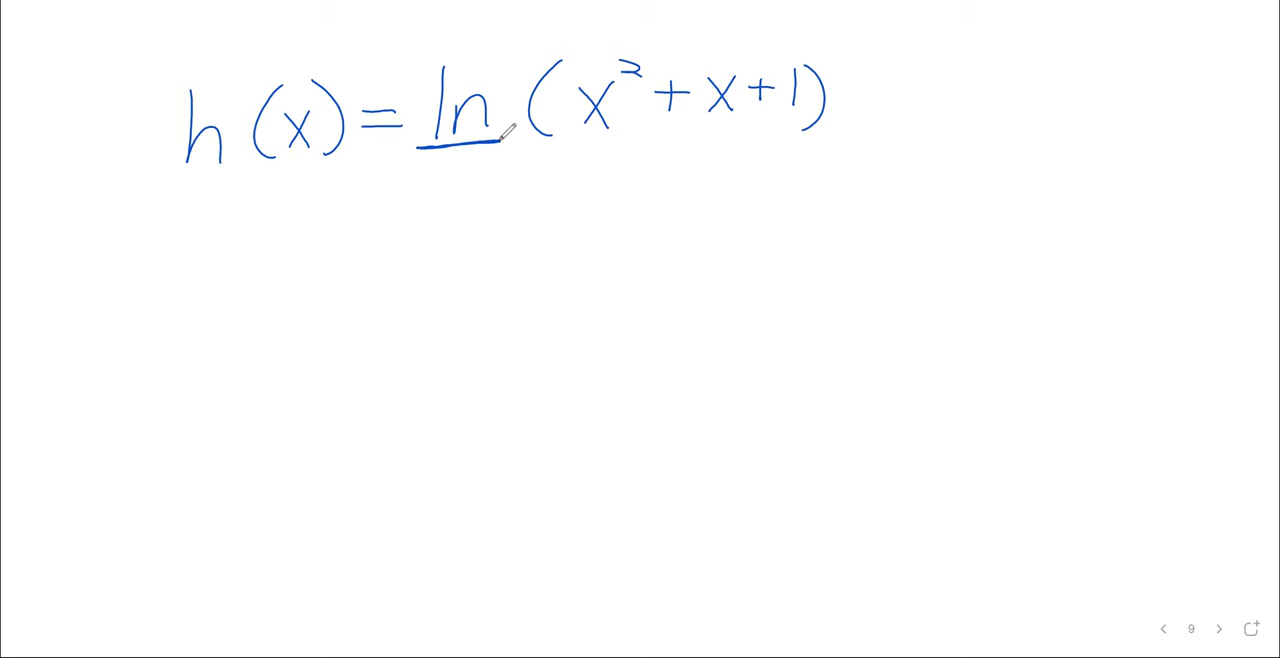 h(x) = ln(x² + x + 1)
9